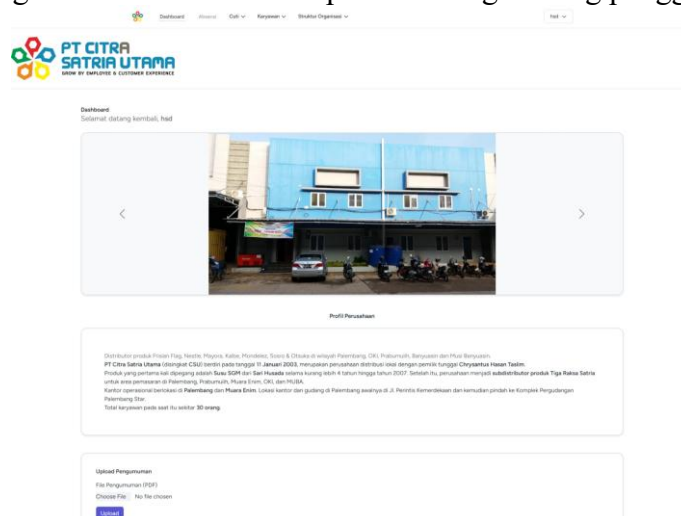 Dashboard Absensi Cuti Karyawan Struktur Organisasi hsd
PT CITRA
SATRIA UTAMA
GROW BY EMPLOYEE & CUSTOMER EXPERIENCE
Dashboard
Selamat datang kembali, hsd
Profil Perusahaan
Distributor produk Frisian Flag, Nestle, Mayora, Kalbe, Mondelez, & Otsuka di wilayah Palembang, OKI, Prabumulih, Banyuasin dan Musi Banyuasin.
PT Citra Satria Utama (disingkat CSU) berdiri pada tanggal 11 Januari 2003, merupakan perusahaan distribusi lokal dengan pemilik tunggal Chrysantus Hasan Taslim.
Produk yang pertama kali dipegang adalah Susu SGM dari Sari Husada selama kurang lebih 4 tahun hingga tahun 2007. Setelah itu, perusahaan menjadi subdistributor produk Tiga Raksa Satria
untuk area pemasaran di Palembang, Prabumulih, Muara Enim, OKI, dan MUBA.
Kantor operasional berlokasi di Palembang dan Muara Enim. Lokasi kantor dan gudang di Palembang awalnya di Jl. Perintis Kemerdekaan dan kemudian pindah ke Komplek Pergudangan
Palembang Star.
Total karyawan pada saat itu sekitar 30 orang.
Upload Pengumuman
File Pengumuman (PDF)
Choose File No file chosen
Upload